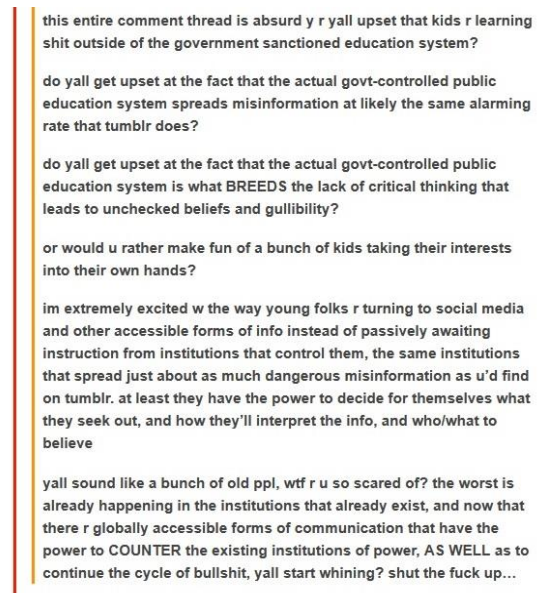 this entire comment thread is absurd y r yall upset that kids r learning
shit outside of the government sanctioned education system?
do yall get upset at the fact that the actual govt-controlled public
education system spreads misinformation at likely the same alarming
rate that tumblr does?
do yall get upset at the fact that the actual govt-controlled public
education system is what BREEDS the lack of critical thinking that
leads to unchecked beliefs and gullibility?
or would u rather make fun of a bunch of kids taking their interests
into their own hands?
im extremely excited w the way young folks r turning to social media
and other accessible forms of info instead of passively awaiting
instruction from institutions that control them, the same institutions
that spread just about as much dangerous misinformation as u'd find
on tumblr. at least they have the power to decide for themselves what
they seek out, and how they'll interpret the info, and who/what to
believe
yall sound like a bunch of old ppl, wtf r u so scared of? the worst is
already happening in the institutions that already exist, and now that
there r globally accessible forms of communication that have the
power to COUNTER the existing institutions of power, AS WELL as to
continue the cycle of bullshit, yall start whining? shut the fuck up...